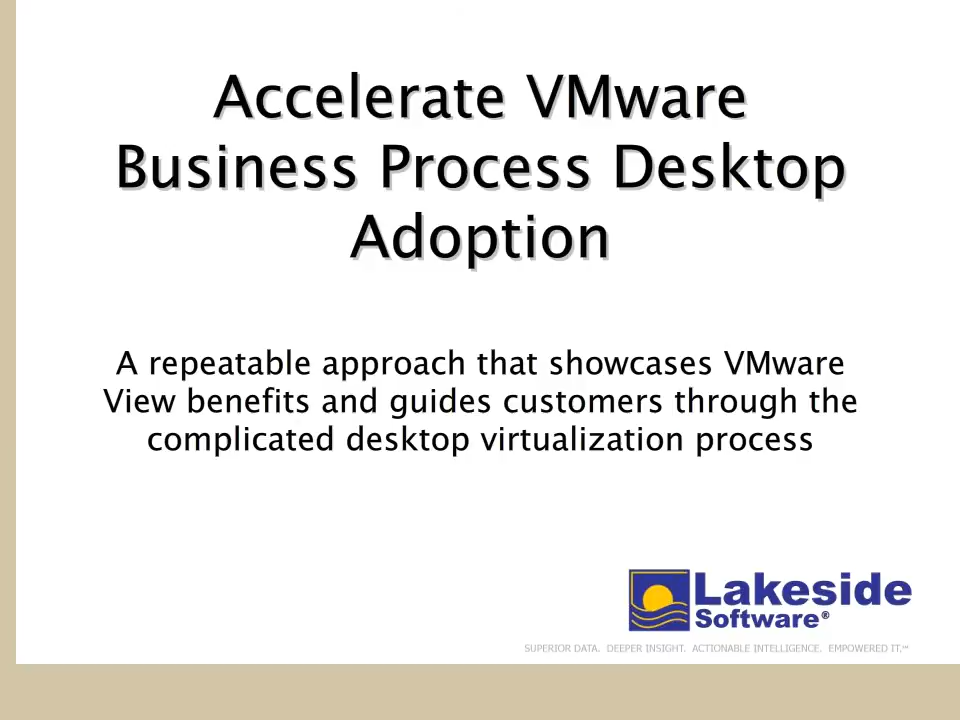 Accelerate VMware
Business Process Desktop
Adoption
A repeatable approach that showcases VMware
View benefits and guides customers through the
complicated desktop virtualization process
Lakeside
Software®
SUPERIOR DATA. DEEPER INSIGHT. ACTIONABLE INTELLIGENCE. EMPOWERED IT.℠